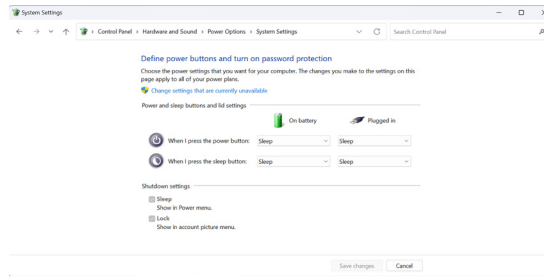 System Settings
Control Panel › Hardware and Sound › Power Options › System Settings
Search Control Panel
Define power buttons and turn on password protection
Choose the power settings that you want for your computer. The changes you make to the settings on this
page apply to all of your power plans.
Change settings that are currently unavailable
Power and sleep buttons and lid settings
On battery Plugged in
When I press the power button: Sleep Sleep
When I press the sleep button: Sleep Sleep
Shutdown settings
Sleep
Show in Power menu.
Lock
Show in account picture menu.
Save changes Cancel